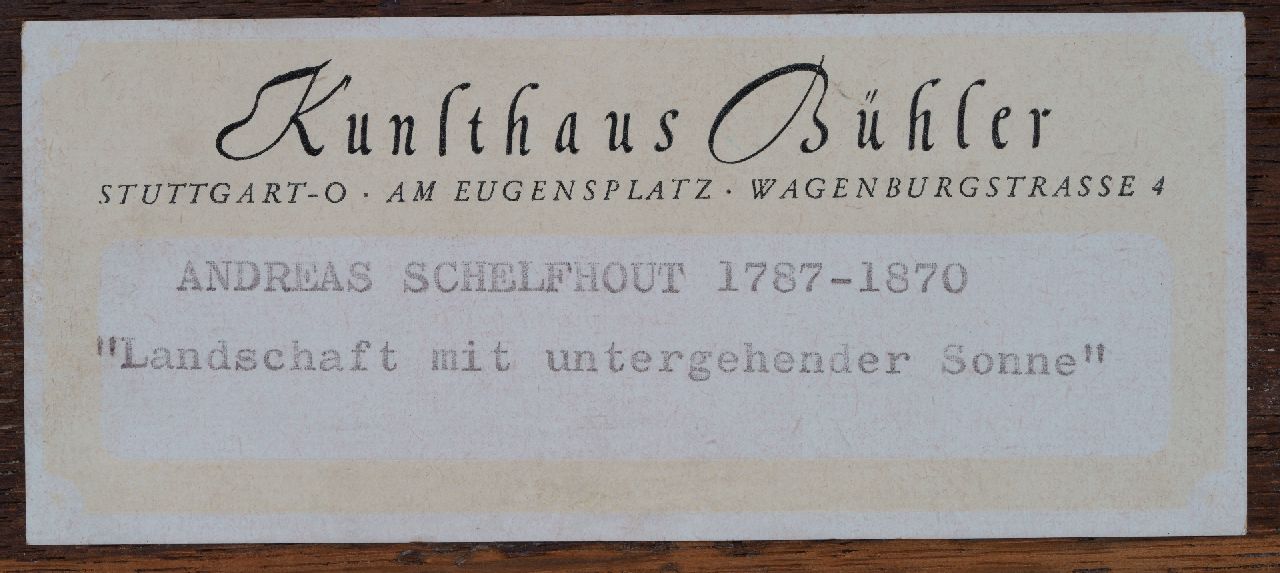 Kunſthaus Bühler
STUTTGART-O · AM EUGENSPLATZ · WAGENBURGSTRASSE 4
ANDREAS SCHELFHOUT 1787-1870
"Landschaft mit untergehender Sonne"